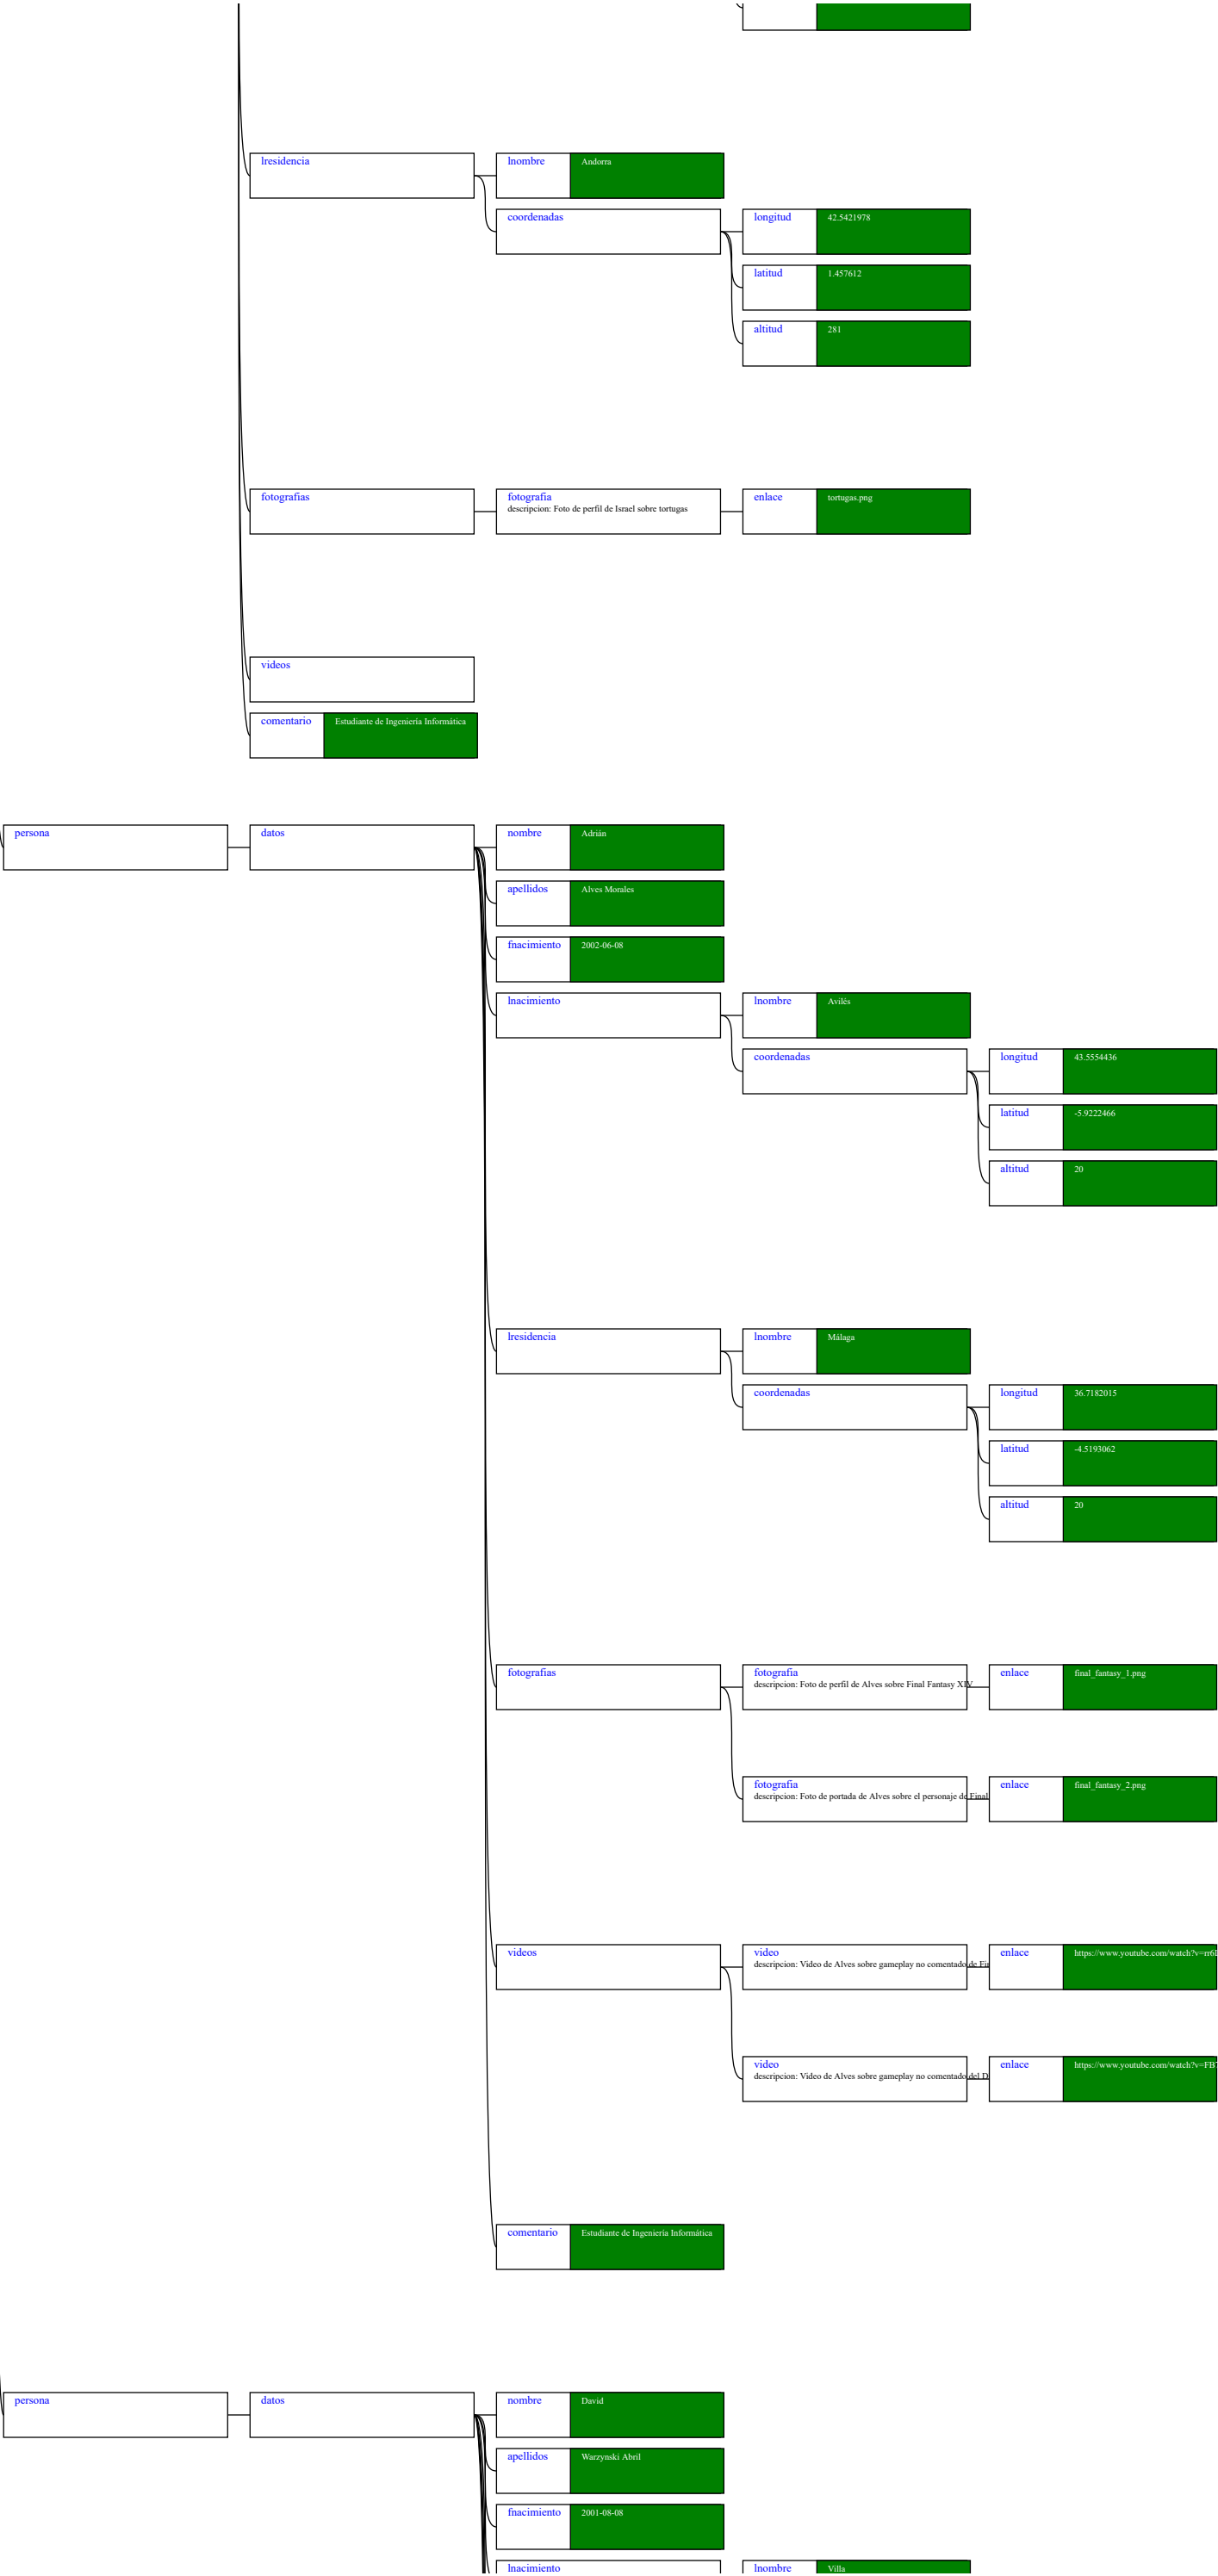 lresidencia
lnombre
Andorra
coordenadas
longitud
42.5421978
latitud
1.457612
altitud
281
fotografias
fotografia
descripcion: Foto de perfil de Israel sobre tortugas
enlace
tortugas.png
videos
comentario
Estudiante de Ingeniería Informática
persona
datos
nombre
Adrián
apellidos
Alves Morales
fnacimiento
2002-06-08
lnacimiento
lnombre
Avilés
coordenadas
longitud
43.5554436
latitud
-5.9222466
altitud
20
lresidencia
lnombre
Málaga
coordenadas
longitud
36.7182015
latitud
-4.5193062
altitud
20
fotografias
fotografia
descripcion: Foto de perfil de Alves sobre Final Fantasy XIV
enlace
final_fantasy_1.png
fotografia
descripcion: Foto de portada de Alves sobre el personaje de Final
enlace
final_fantasy_2.png
videos
video
descripcion: Video de Alves sobre gameplay no comentado de
enlace
https://www.youtube.com/watch?v=rr6
video
descripcion: Video de Alves sobre gameplay no comentado del
enlace
https://www.youtube.com/watch?v=FB
comentario
Estudiante de Ingeniería Informática
persona
datos
nombre
David
apellidos
Warzynski Abril
fnacimiento
2001-08-08
lnacimiento
lnombre
Villa